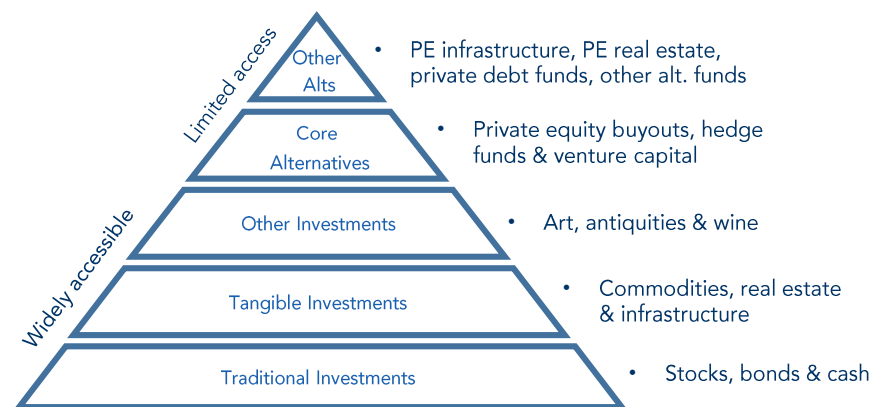 Limited access
Other
Alts
• PE infrastructure, PE real estate,
private debt funds, other alt. funds
Core
Alternatives
• Private equity buyouts, hedge
funds & venture capital
Widely accessible
Other Investments
• Art, antiquities & wine
Tangible Investments
• Commodities, real estate
& infrastructure
Traditional Investments
• Stocks, bonds & cash